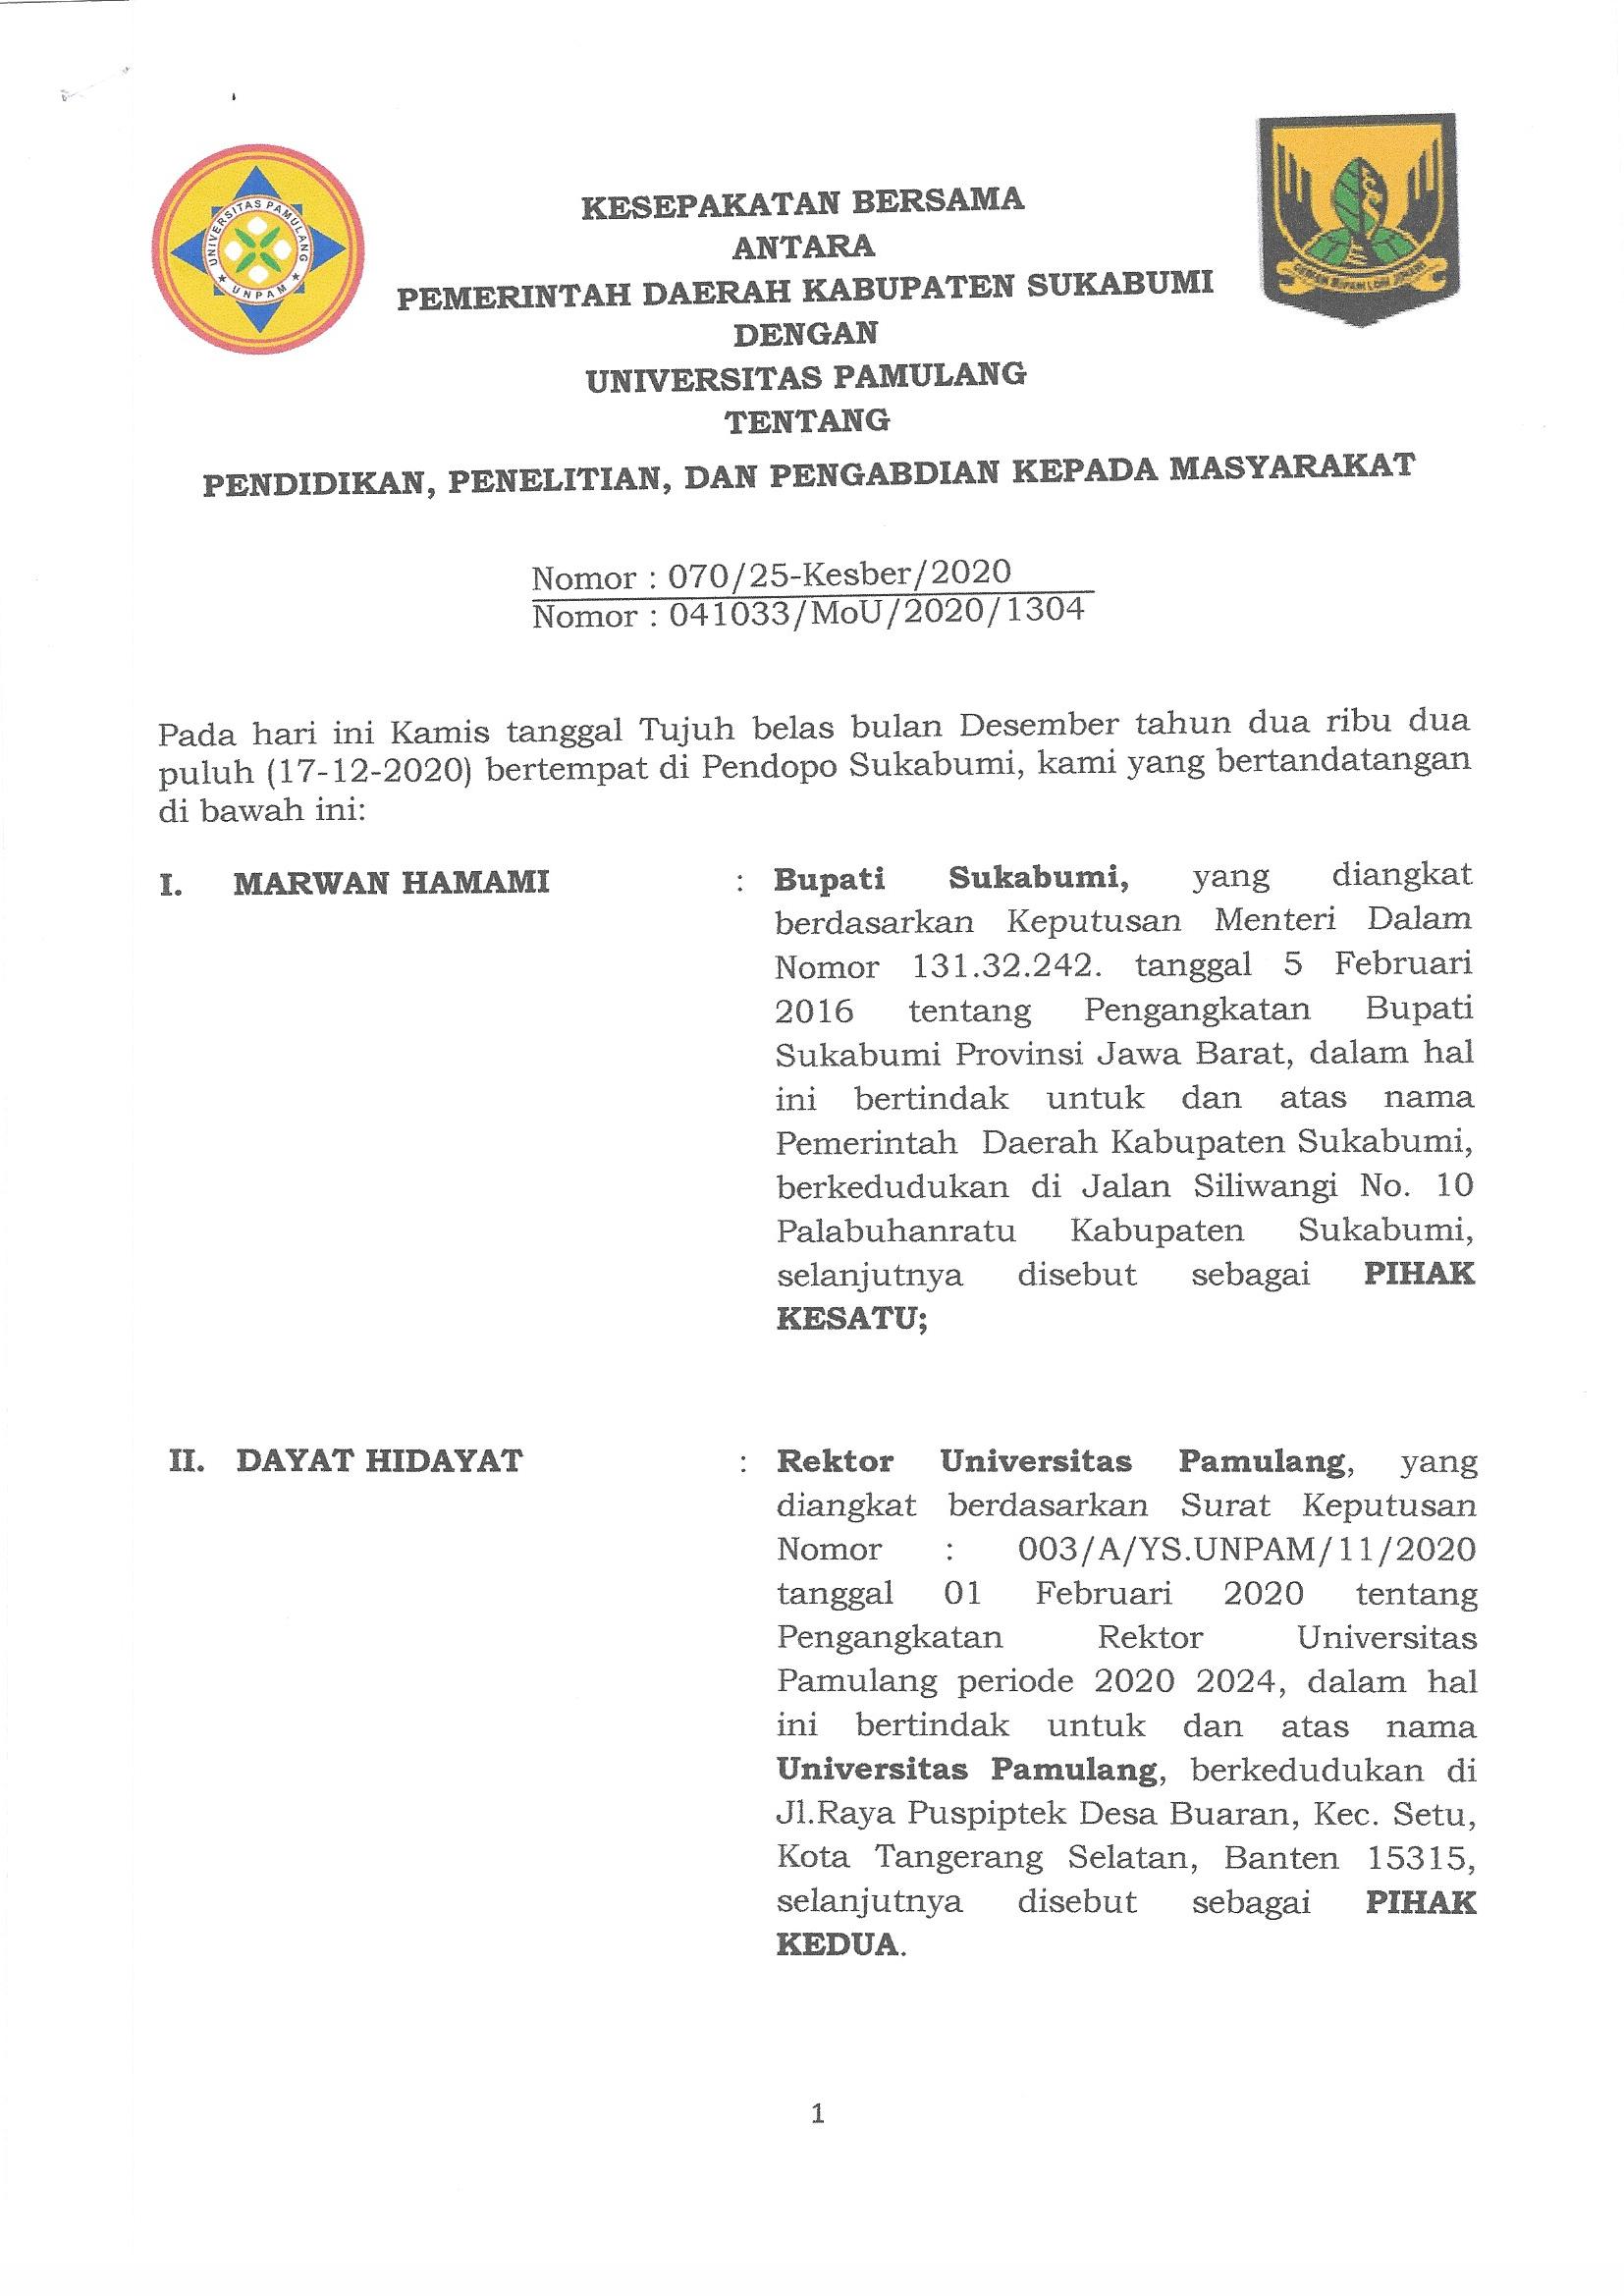 UNIVERSITAS PAMULANG
★ UNPAM ★
KESEPAKATAN BERSAMA
ANTARA
PEMERINTAH DAERAH KABUPATEN SUKABUMI
DENGAN
UNIVERSITAS PAMULANG
TENTANG
PENDIDIKAN, PENELITIAN, DAN PENGABDIAN KEPADA MASYARAKAT
Nomor : 070/25-Kesber/2020
Nomor : 041033/MoU/2020/1304
Pada hari ini Kamis tanggal Tujuh belas bulan Desember tahun dua ribu dua
puluh (17-12-2020) bertempat di Pendopo Sukabumi, kami yang bertandatangan
di bawah ini:
I. MARWAN HAMAMI : Bupati Sukabumi, yang diangkat
berdasarkan Keputusan Menteri Dalam
Nomor 131.32.242. tanggal 5 Februari
2016 tentang Pengangkatan Bupati
Sukabumi Provinsi Jawa Barat, dalam hal
ini bertindak untuk dan atas nama
Pemerintah Daerah Kabupaten Sukabumi,
berkedudukan di Jalan Siliwangi No. 10
Palabuhanratu Kabupaten Sukabumi,
selanjutnya disebut sebagai PIHAK
KESATU;
II. DAYAT HIDAYAT : Rektor Universitas Pamulang, yang
diangkat berdasarkan Surat Keputusan
Nomor : 003/A/YS.UNPAM/11/2020
tanggal 01 Februari 2020 tentang
Pengangkatan Rektor Universitas
Pamulang periode 2020 2024, dalam hal
ini bertindak untuk dan atas nama
Universitas Pamulang, berkedudukan di
Jl.Raya Puspiptek Desa Buaran, Kec. Setu,
Kota Tangerang Selatan, Banten 15315,
selanjutnya disebut sebagai PIHAK
KEDUA.
1